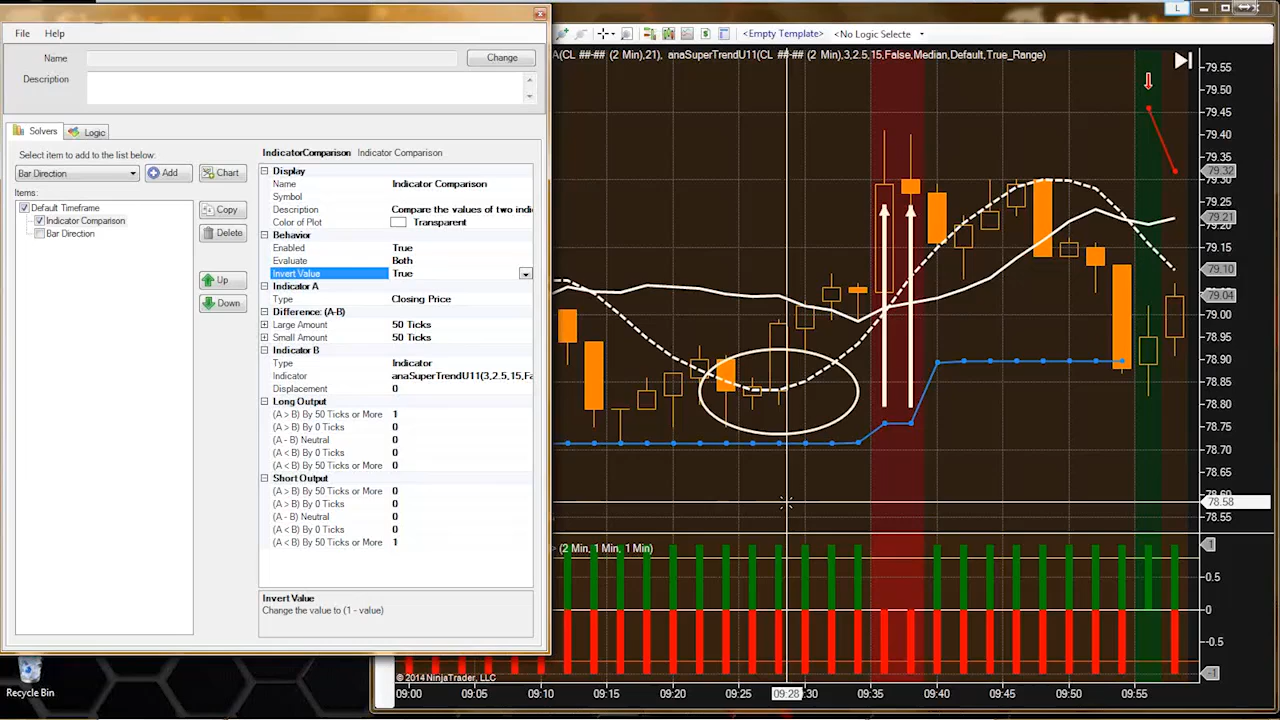 File Help
Name
Change
Description
Solvers Logic
Select item to add to the list below:
Bar Direction
Add
Chart
Items:
Default Timeframe
Indicator Comparison
Bar Direction
Copy
Delete
Up
Down
IndicatorComparison Indicator Comparison
Display
Name Indicator Comparison
Symbol
Description Compare the values of two indi
Color of Plot Transparent
Behavior
Enabled True
Evaluate Both
Invert Value True
Indicator A
Type Closing Price
Difference: (A-B)
Large Amount 50 Ticks
Small Amount 50 Ticks
Indicator B
Type Indicator
Indicator anaSuperTrendU11(3,2.5,15,Fa
Displacement 0
Long Output
(A > B) By 50 Ticks or More 1
(A > B) By 0 Ticks 0
(A - B) Neutral 0
(A < B) By 0 Ticks 0
(A < B) By 50 Ticks or More 0
Short Output
(A > B) By 50 Ticks or More 0
(A > B) By 0 Ticks 0
(A - B) Neutral 0
(A < B) By 0 Ticks 0
(A < B) By 50 Ticks or More 1
Invert Value
Change the value to (1 - value)
Recycle Bin
L
<Empty Template> <No Logic Selecte
A(CL ##-## (2 Min),21), anaSuperTrendU11(CL ##-## (2 Min),3,2.5,15,False,Median,Default,True_Range)
79.55
79.50
79.45
79.40
79.35
79.32
79.30
79.25
79.21
79.15
79.10
79.04
79.00
78.95
78.90
78.85
78.80
78.75
78.70
78.65
78.60
78.58
78.55
(2 Min, 1 Min, 1 Min)
1
0.5
0
-0.5
-1
© 2014 NinjaTrader, LLC
09:00 09:05 09:10 09:15 09:20 09:25 09:28 :30 09:35 09:40 09:45 09:50 09:55